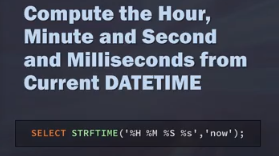 Compute the Hour,
Minute and Second
and Milliseconds from
Current DATETIME
SELECT STRFTIME('%H %M %S %s','now');